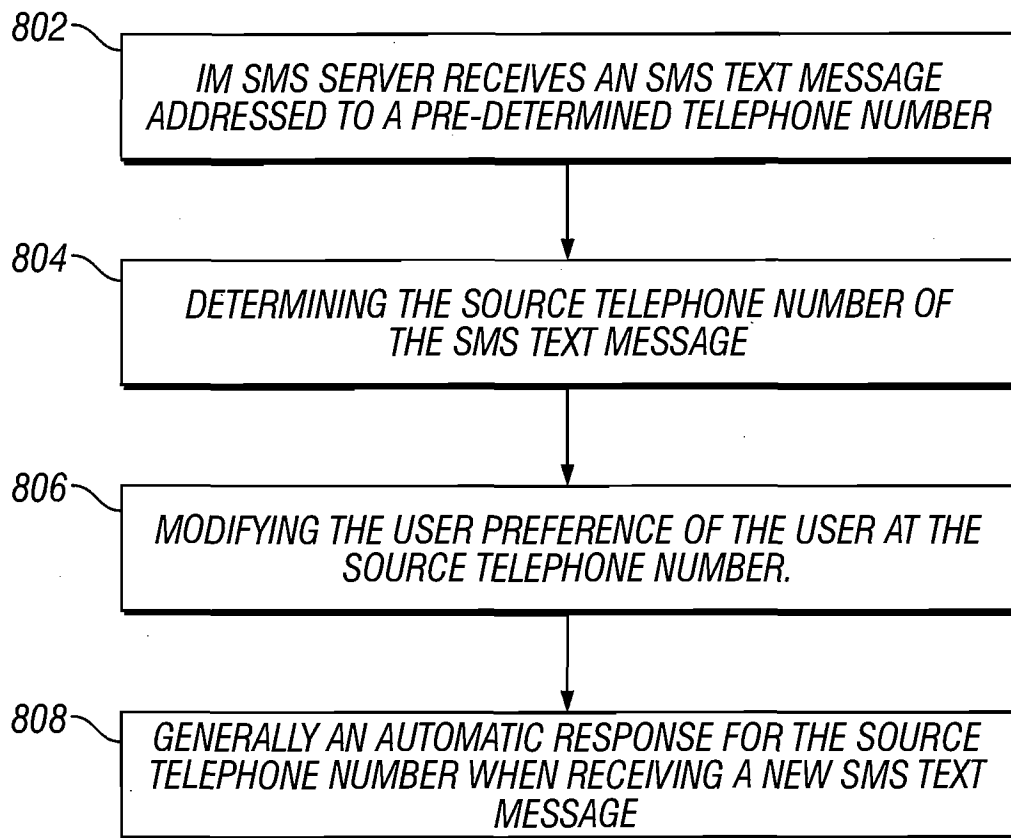 802
IM SMS SERVER RECEIVES AN SMS TEXT MESSAGE
ADDRESSED TO A PRE-DETERMINED TELEPHONE NUMBER
804
DETERMINING THE SOURCE TELEPHONE NUMBER OF
THE SMS TEXT MESSAGE
806
MODIFYING THE USER PREFERENCE OF THE USER AT THE
SOURCE TELEPHONE NUMBER.
808
GENERALLY AN AUTOMATIC RESPONSE FOR THE SOURCE
TELEPHONE NUMBER WHEN RECEIVING A NEW SMS TEXT
MESSAGE